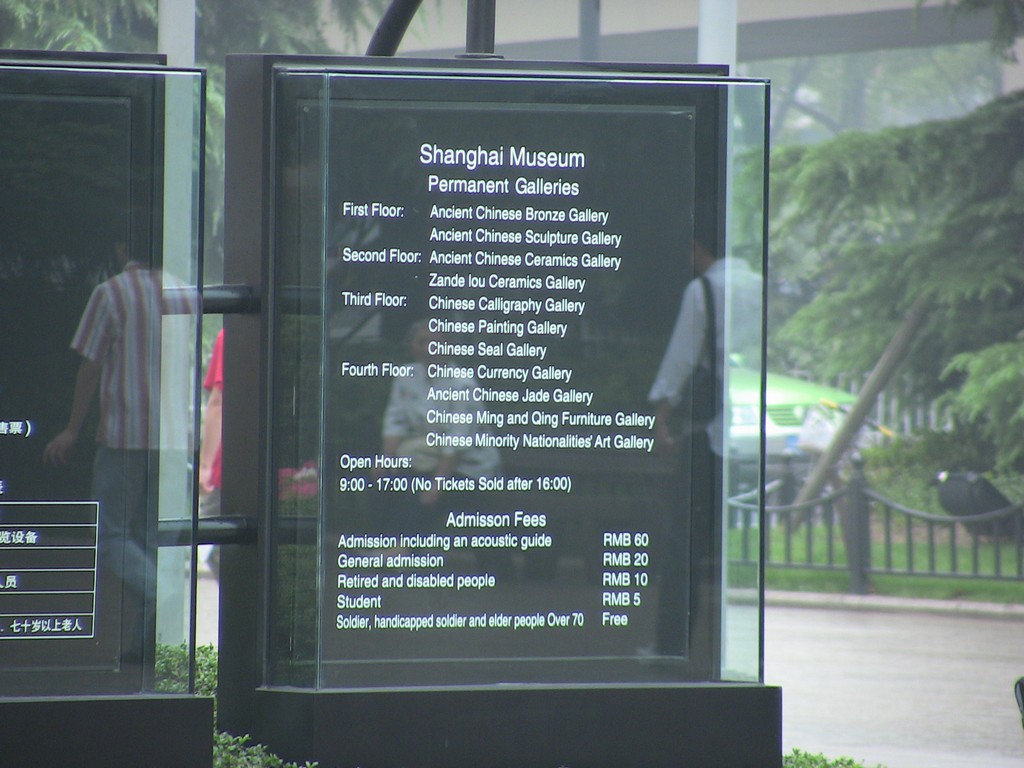 害票)
览设备
人员
、七十岁以上老人
Shanghai Museum
Permanent Galleries
First Floor: Ancient Chinese Bronze Gallery
Ancient Chinese Sculpture Gallery
Second Floor: Ancient Chinese Ceramics Gallery
Zande lou Ceramics Gallery
Third Floor: Chinese Calligraphy Gallery
Chinese Painting Gallery
Chinese Seal Gallery
Fourth Floor: Chinese Currency Gallery
Ancient Chinese Jade Gallery
Chinese Ming and Qing Furniture Gallery
Chinese Minority Nationalities' Art Gallery
Open Hours:
9:00 - 17:00 (No Tickets Sold after 16:00)
Admisson Fees
Admission including an acoustic guide RMB 60
General admission RMB 20
Retired and disabled people RMB 10
Student RMB 5
Soldier, handicapped soldier and elder people Over 70 Free